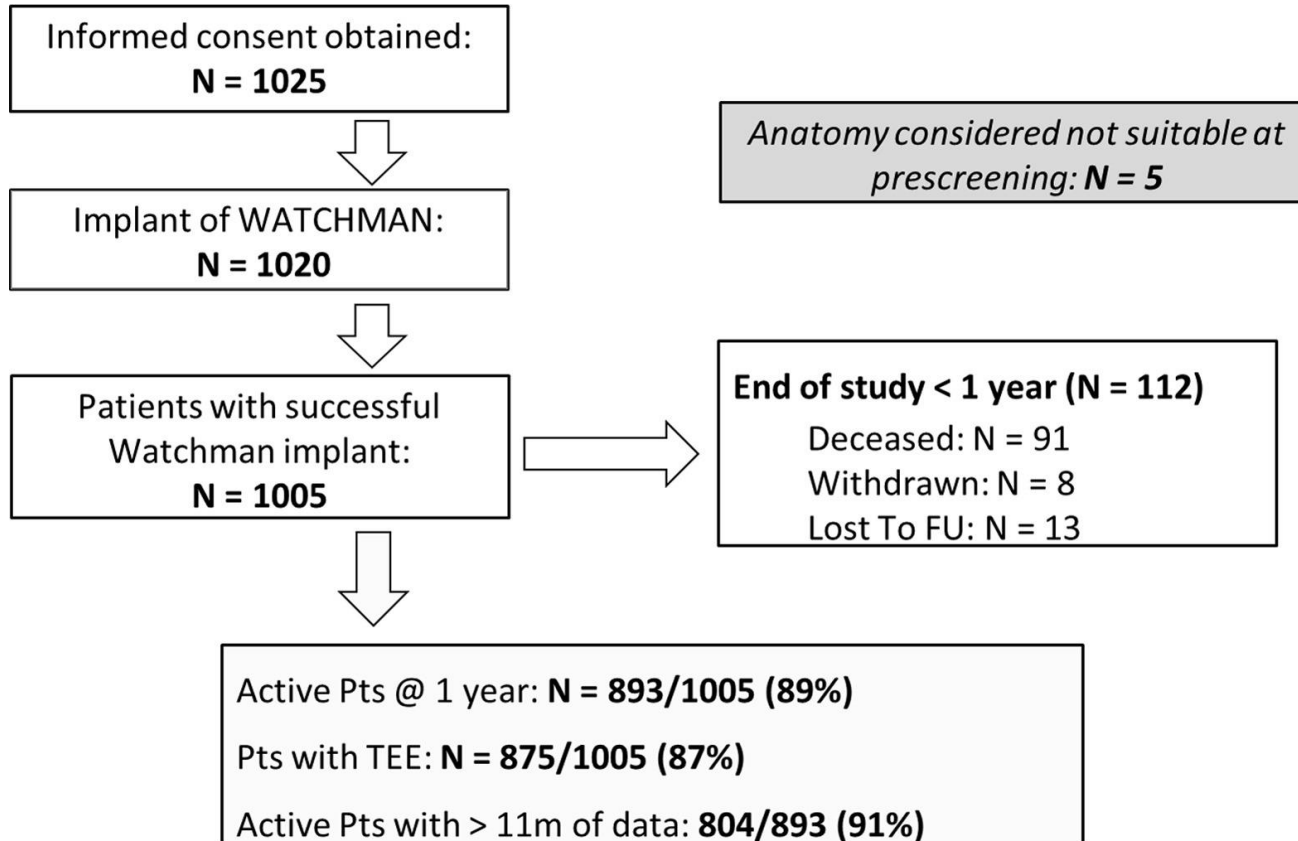 Informed consent obtained:
N = 1025
Anatomy considered not suitable at
prescreening: N = 5
Implant of WATCHMAN:
N = 1020
Patients with successful
Watchman implant:
N = 1005
End of study < 1 year (N = 112)
Deceased: N = 91
Withdrawn: N = 8
Lost To FU: N = 13
Active Pts @ 1 year: N = 893/1005 (89%)
Pts with TEE: N = 875/1005 (87%)
Active Pts with > 11m of data: 804/893 (91%)